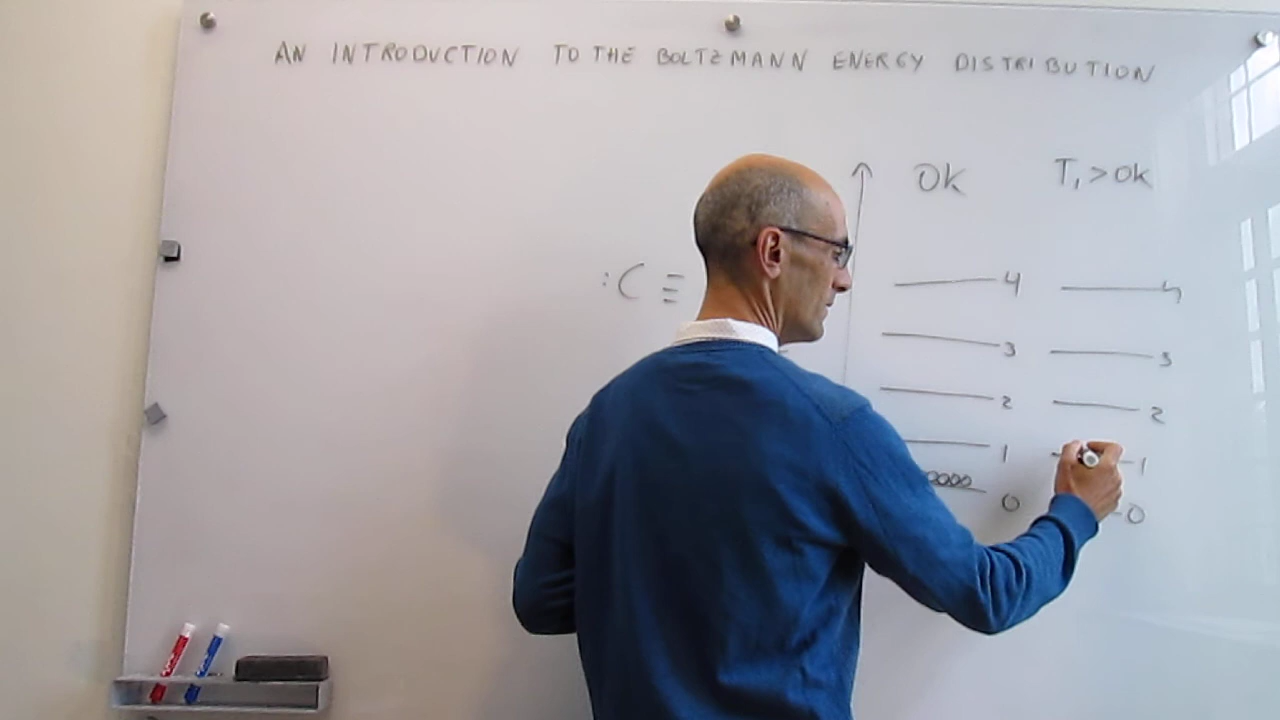 AN INTRODUCTION TO THE BOLTZMANN ENERGY DISTRIBUTION
0K T₁ > 0K
:C ≡
4 4
3 3
2 2
1 1
0 0